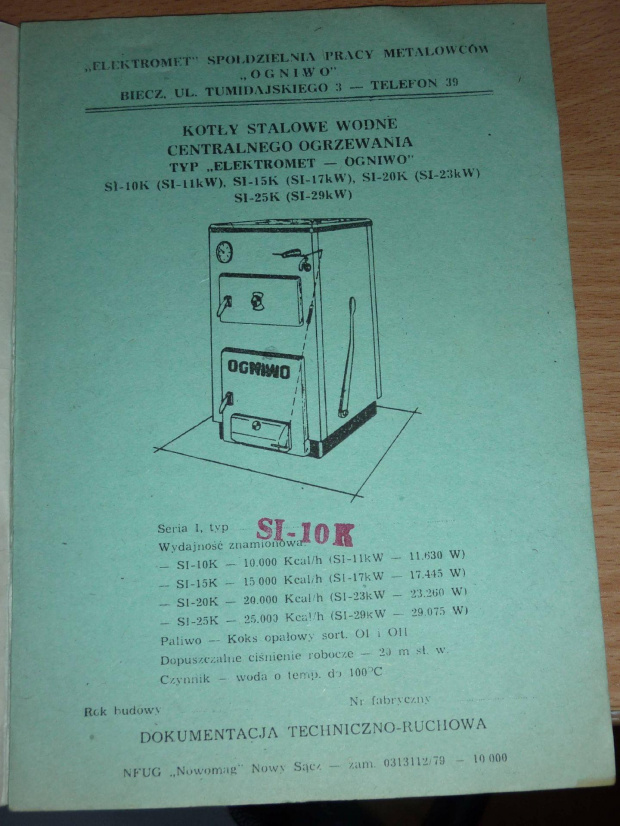 „ELEKTROMET" SPÓŁDZIELNIA PRACY METALOWCÓW
„OGNIWO"
BIECZ, UL. TUMIDAJSKIEGO 3 — TELEFON 39
KOTŁY STALOWE WODNE
CENTRALNEGO OGRZEWANIA
TYP „ELEKTROMET — OGNIWO"
SI-10K (SI-11kW), SI-15K (SI-17kW), SI-20K (SI-23kW)
SI-25K (SI-29kW)
OGNIWO
Seria 1, typ SI-10K
Wydajność znamionowa:
— SI-10K — 10.000 Kcal/h (SI-11kW — 11.630 W)
— SI-15K — 15 000 Kcal/h (SI-17kW — 17.445 W)
— SI-20K — 20.000 Kcal/h (SI-23kW — 23.260 W)
— SI-25K — 25.000 Kcal/h (SI-29kW — 29.075 W)
Paliwo — Koks opałowy sort. OI i OII
Dopuszczalne ciśnienie robocze — 20 m sł. w.
Czynnik — woda o temp. do 100°C
Rok budowy Nr fabryczny
DOKUMENTACJA TECHNICZNO-RUCHOWA
NFUG „Nowomag" Nowy Sącz — zam. 0313112/79 — 10 000